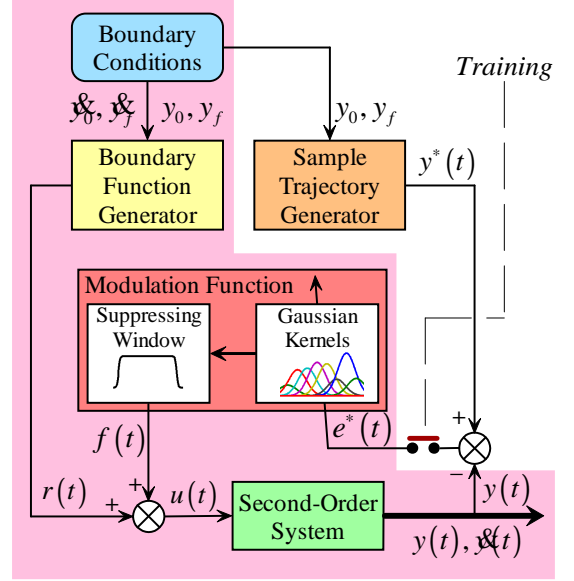 Boundary
Conditions
Training
y₀, y_f
y₀, y_f
Boundary
Function
Generator
Sample
Trajectory
Generator
y*(t)
Modulation Function
Suppressing
Window
Gaussian
Kernels
+
e*(t)
f(t)
−
y(t)
r(t)
+
+
u(t)
Second-Order
System
y(t),